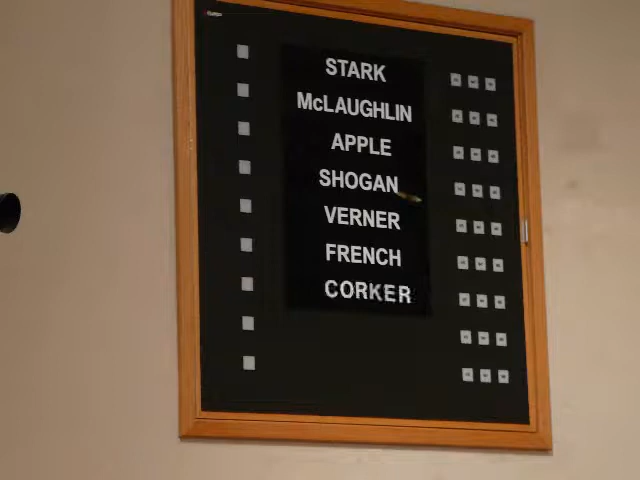 STARK
McLAUGHLIN
APPLE
SHOGAN
VERNER
FRENCH
CORKER